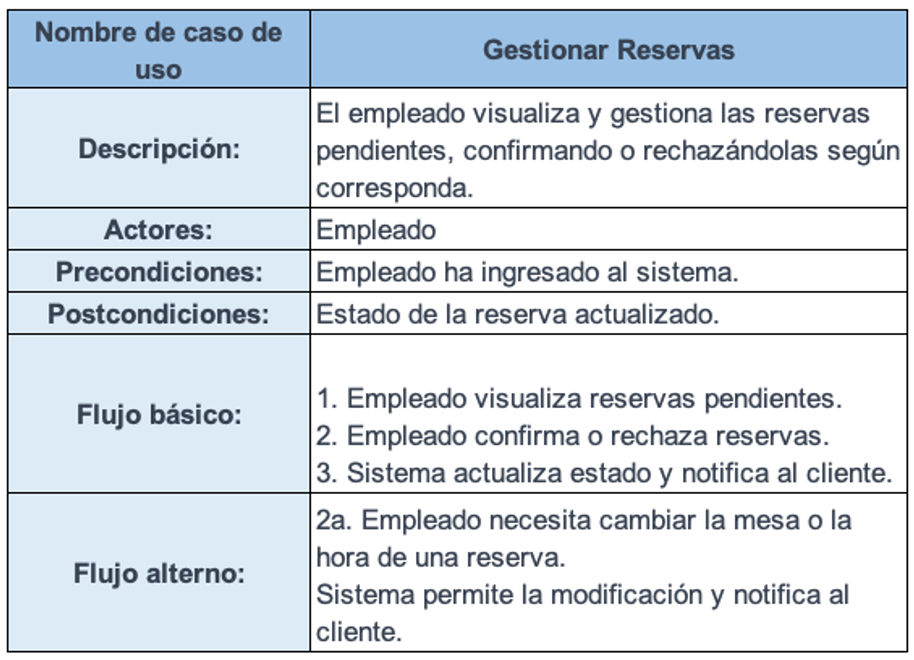 Nombre de caso de
uso
Gestionar Reservas
Descripción:
El empleado visualiza y gestiona las reservas
pendientes, confirmando o rechazándolas según
corresponda.
Actores:
Empleado
Precondiciones:
Empleado ha ingresado al sistema.
Postcondiciones:
Estado de la reserva actualizado.
Flujo básico:
1. Empleado visualiza reservas pendientes.
2. Empleado confirma o rechaza reservas.
3. Sistema actualiza estado y notifica al cliente.
Flujo alterno:
2a. Empleado necesita cambiar la mesa o la
hora de una reserva.
Sistema permite la modificación y notifica al
cliente.